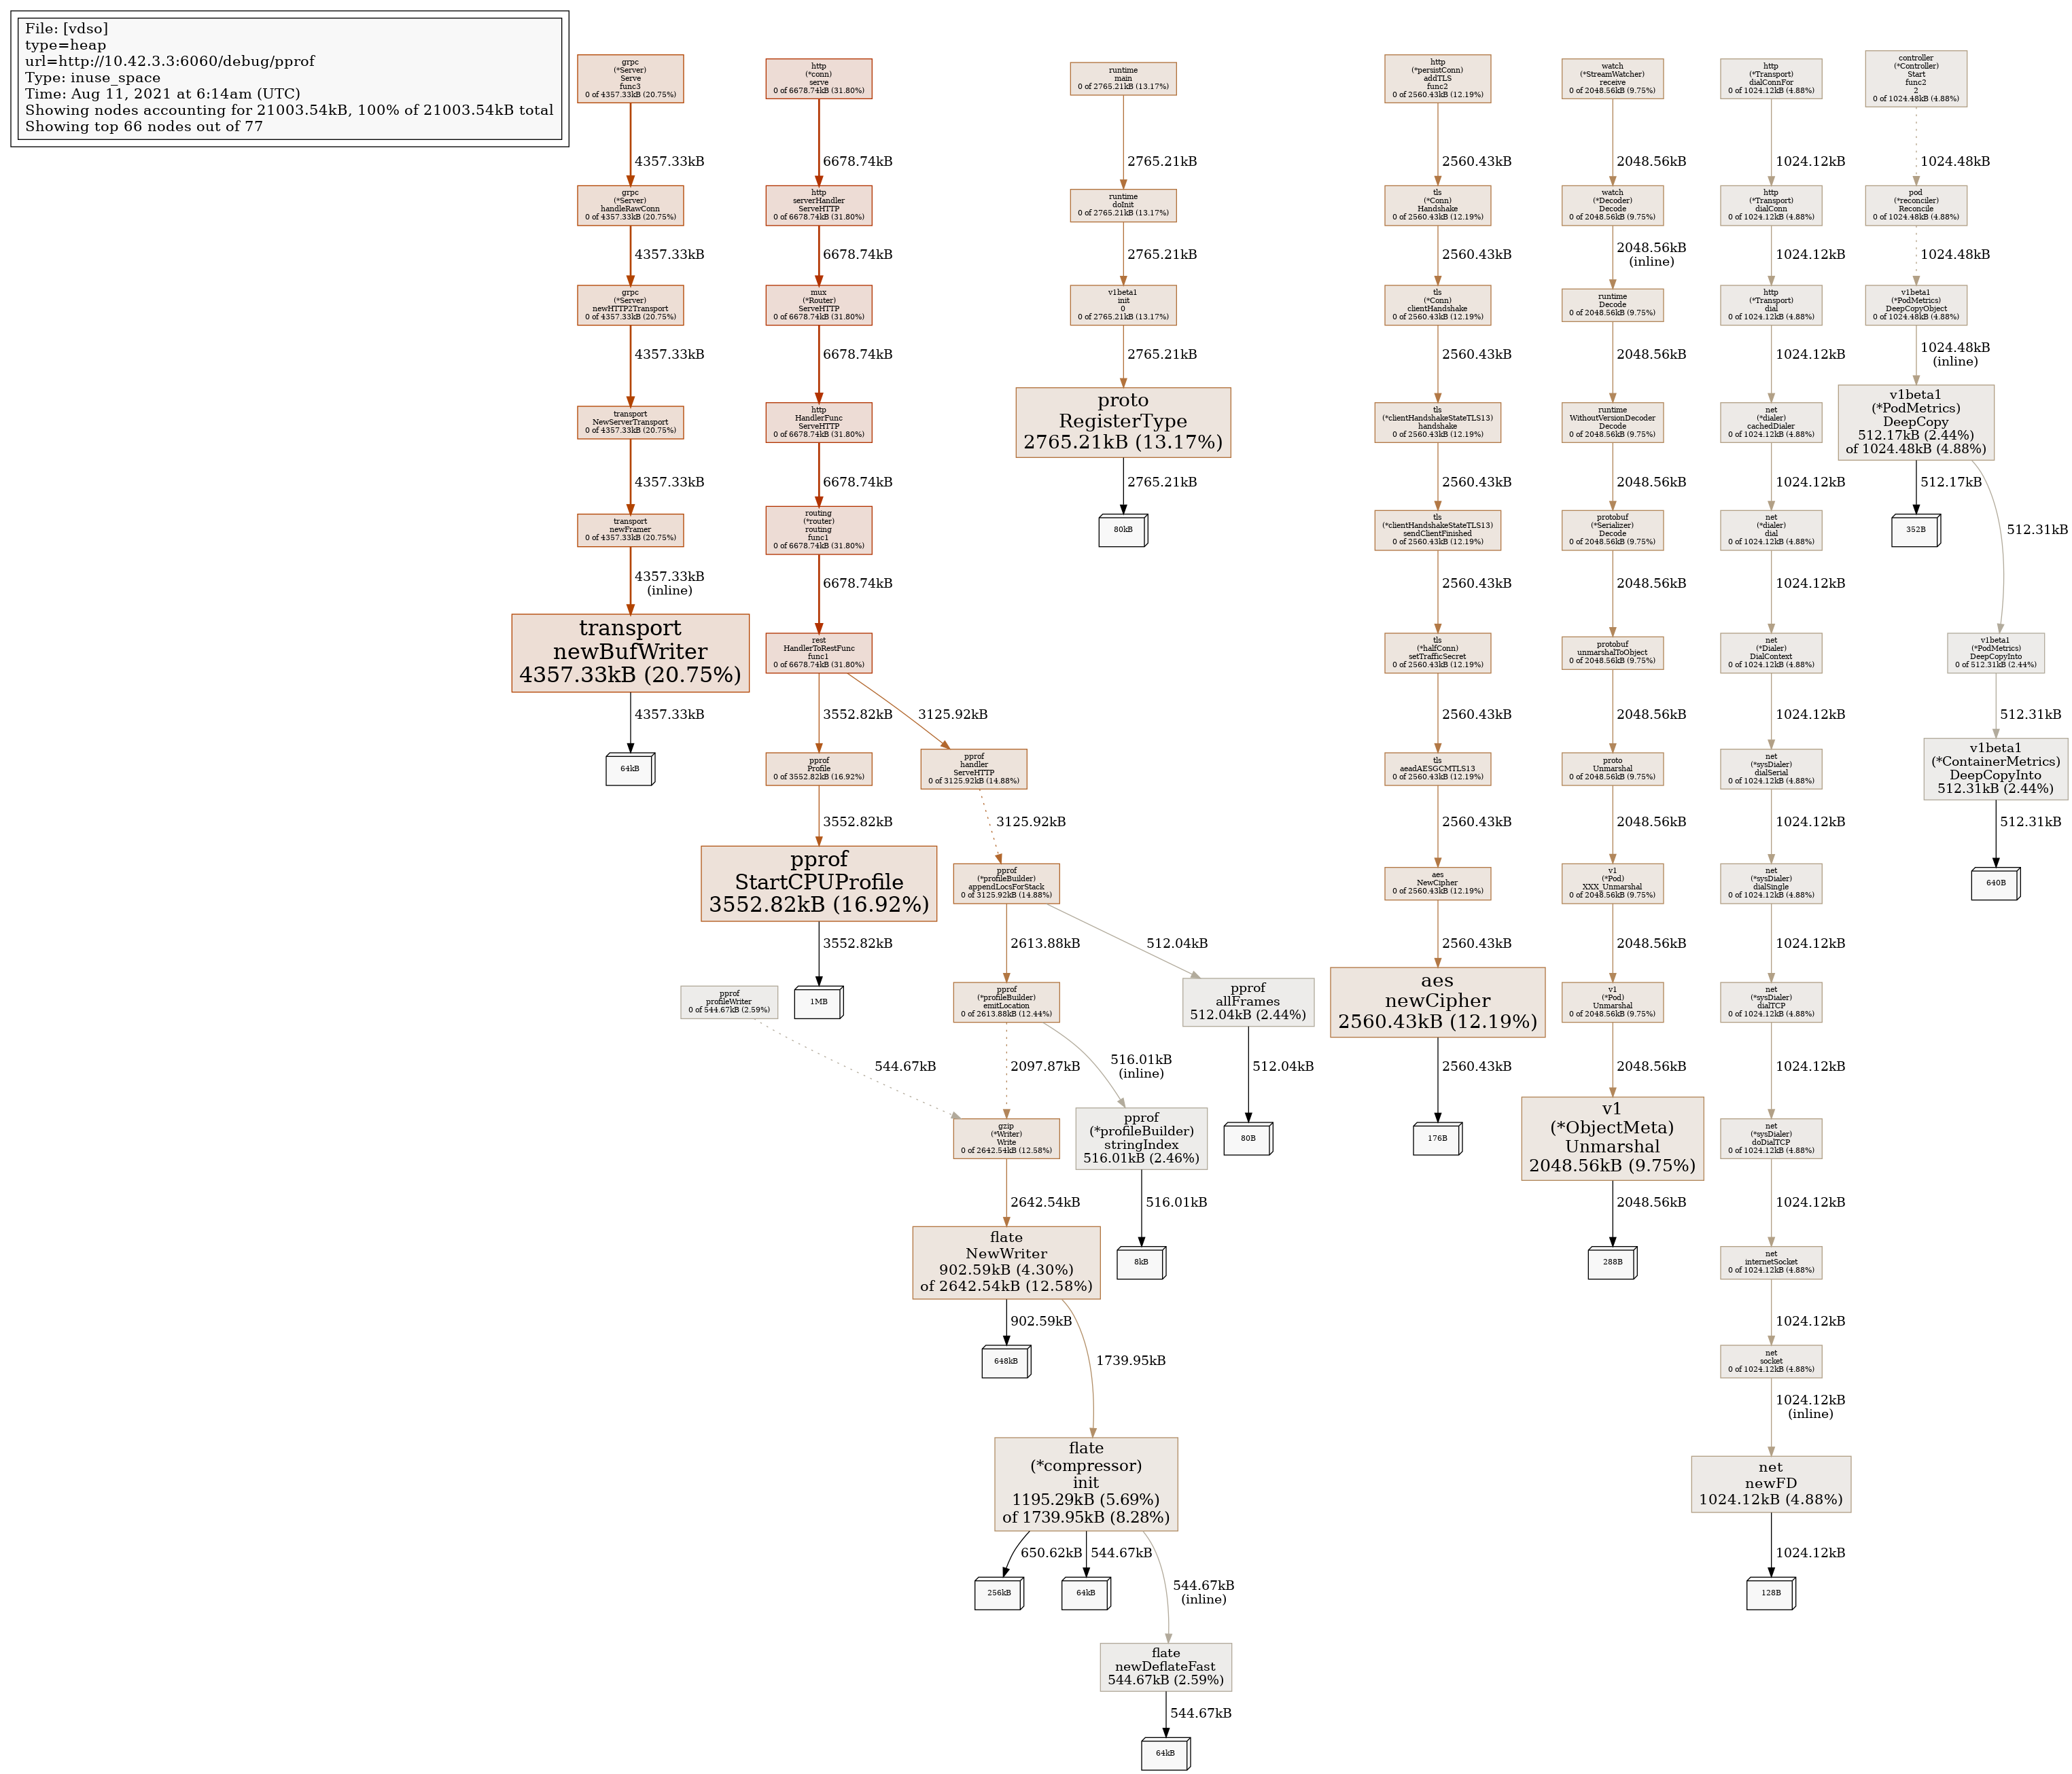 File: [vdso]
type=heap
url=http://10.42.3.3:6060/debug/pprof
Type: inuse_space
Time: Aug 11, 2021 at 6:14am (UTC)
Showing nodes accounting for 21003.54kB, 100% of 21003.54kB total
Showing top 66 nodes out of 77
grpc
(*Server)
Serve
func3
0 of 4357.33kB (20.75%)
4357.33kB
grpc
(*Server)
handleRawConn
0 of 4357.33kB (20.75%)
4357.33kB
grpc
(*Server)
newHTTP2Transport
0 of 4357.33kB (20.75%)
4357.33kB
transport
NewServerTransport
0 of 4357.33kB (20.75%)
4357.33kB
transport
newFramer
0 of 4357.33kB (20.75%)
4357.33kB
(inline)
transport
newBufWriter
4357.33kB (20.75%)
4357.33kB
64kB
http
(*conn)
serve
0 of 6678.74kB (31.80%)
6678.74kB
http
serverHandler
ServeHTTP
0 of 6678.74kB (31.80%)
6678.74kB
mux
(*Router)
ServeHTTP
0 of 6678.74kB (31.80%)
6678.74kB
http
HandlerFunc
ServeHTTP
0 of 6678.74kB (31.80%)
6678.74kB
routing
(*router)
routing
func1
0 of 6678.74kB (31.80%)
6678.74kB
rest
HandlerToRestFunc
func1
0 of 6678.74kB (31.80%)
3552.82kB
3125.92kB
pprof
Profile
0 of 3552.82kB (16.92%)
3552.82kB
pprof
StartCPUProfile
3552.82kB (16.92%)
3552.82kB
1MB
pprof
handler
ServeHTTP
0 of 3125.92kB (14.88%)
3125.92kB
pprof
(*profileBuilder)
appendLocsForStack
0 of 3125.92kB (14.88%)
2613.88kB
512.04kB
pprof
profileWriter
0 of 544.67kB (2.59%)
544.67kB
pprof
(*profileBuilder)
emitLocation
0 of 2613.88kB (12.44%)
2097.87kB
516.01kB
(inline)
pprof
allFrames
512.04kB (2.44%)
512.04kB
80B
gzip
(*Writer)
Write
0 of 2642.54kB (12.58%)
2642.54kB
pprof
(*profileBuilder)
stringIndex
516.01kB (2.46%)
516.01kB
8kB
flate
NewWriter
902.59kB (4.30%)
of 2642.54kB (12.58%)
902.59kB
648kB
1739.95kB
flate
(*compressor)
init
1195.29kB (5.69%)
of 1739.95kB (8.28%)
650.62kB
256kB
544.67kB
64kB
544.67kB
(inline)
flate
newDeflateFast
544.67kB (2.59%)
544.67kB
64kB
runtime
main
0 of 2765.21kB (13.17%)
2765.21kB
runtime
doInit
0 of 2765.21kB (13.17%)
2765.21kB
v1beta1
init
0
0 of 2765.21kB (13.17%)
2765.21kB
proto
RegisterType
2765.21kB (13.17%)
2765.21kB
80kB
http
(*persistConn)
addTLS
func2
0 of 2560.43kB (12.19%)
2560.43kB
tls
(*Conn)
Handshake
0 of 2560.43kB (12.19%)
2560.43kB
tls
(*Conn)
clientHandshake
0 of 2560.43kB (12.19%)
2560.43kB
tls
(*clientHandshakeStateTLS13)
handshake
0 of 2560.43kB (12.19%)
2560.43kB
tls
(*clientHandshakeStateTLS13)
sendClientFinished
0 of 2560.43kB (12.19%)
2560.43kB
tls
(*halfConn)
setTrafficSecret
0 of 2560.43kB (12.19%)
2560.43kB
tls
aeadAESGCMTLS13
0 of 2560.43kB (12.19%)
2560.43kB
aes
NewCipher
0 of 2560.43kB (12.19%)
2560.43kB
aes
newCipher
2560.43kB (12.19%)
2560.43kB
176B
watch
(*StreamWatcher)
receive
0 of 2048.56kB (9.75%)
2048.56kB
watch
(*Decoder)
Decode
0 of 2048.56kB (9.75%)
2048.56kB
(inline)
runtime
Decode
0 of 2048.56kB (9.75%)
2048.56kB
runtime
WithoutVersionDecoder
Decode
0 of 2048.56kB (9.75%)
2048.56kB
protobuf
(*Serializer)
Decode
0 of 2048.56kB (9.75%)
2048.56kB
protobuf
unmarshalToObject
0 of 2048.56kB (9.75%)
2048.56kB
proto
Unmarshal
0 of 2048.56kB (9.75%)
2048.56kB
v1
(*Pod)
XXX_Unmarshal
0 of 2048.56kB (9.75%)
2048.56kB
v1
(*Pod)
Unmarshal
0 of 2048.56kB (9.75%)
2048.56kB
v1
(*ObjectMeta)
Unmarshal
2048.56kB (9.75%)
2048.56kB
288B
http
(*Transport)
dialConnFor
0 of 1024.12kB (4.88%)
1024.12kB
http
(*Transport)
dialConn
0 of 1024.12kB (4.88%)
1024.12kB
http
(*Transport)
dial
0 of 1024.12kB (4.88%)
1024.12kB
net
(*dialer)
cachedDialer
0 of 1024.12kB (4.88%)
1024.12kB
net
(*dialer)
dial
0 of 1024.12kB (4.88%)
1024.12kB
net
(*Dialer)
DialContext
0 of 1024.12kB (4.88%)
1024.12kB
net
(*sysDialer)
dialSerial
0 of 1024.12kB (4.88%)
1024.12kB
net
(*sysDialer)
dialSingle
0 of 1024.12kB (4.88%)
1024.12kB
net
(*sysDialer)
dialTCP
0 of 1024.12kB (4.88%)
1024.12kB
net
(*sysDialer)
doDialTCP
0 of 1024.12kB (4.88%)
1024.12kB
net
internetSocket
0 of 1024.12kB (4.88%)
1024.12kB
net
socket
0 of 1024.12kB (4.88%)
1024.12kB
(inline)
net
newFD
1024.12kB (4.88%)
1024.12kB
128B
controller
(*Controller)
Start
func2
2
0 of 1024.48kB (4.88%)
1024.48kB
pod
(*reconciler)
Reconcile
0 of 1024.48kB (4.88%)
1024.48kB
v1beta1
(*PodMetrics)
DeepCopyObject
0 of 1024.48kB (4.88%)
1024.48kB
(inline)
v1beta1
(*PodMetrics)
DeepCopy
512.17kB (2.44%)
of 1024.48kB (4.88%)
512.17kB
352B
512.31kB
v1beta1
(*PodMetrics)
DeepCopyInto
0 of 512.31kB (2.44%)
512.31kB
v1beta1
(*ContainerMetrics)
DeepCopyInto
512.31kB (2.44%)
512.31kB
640B